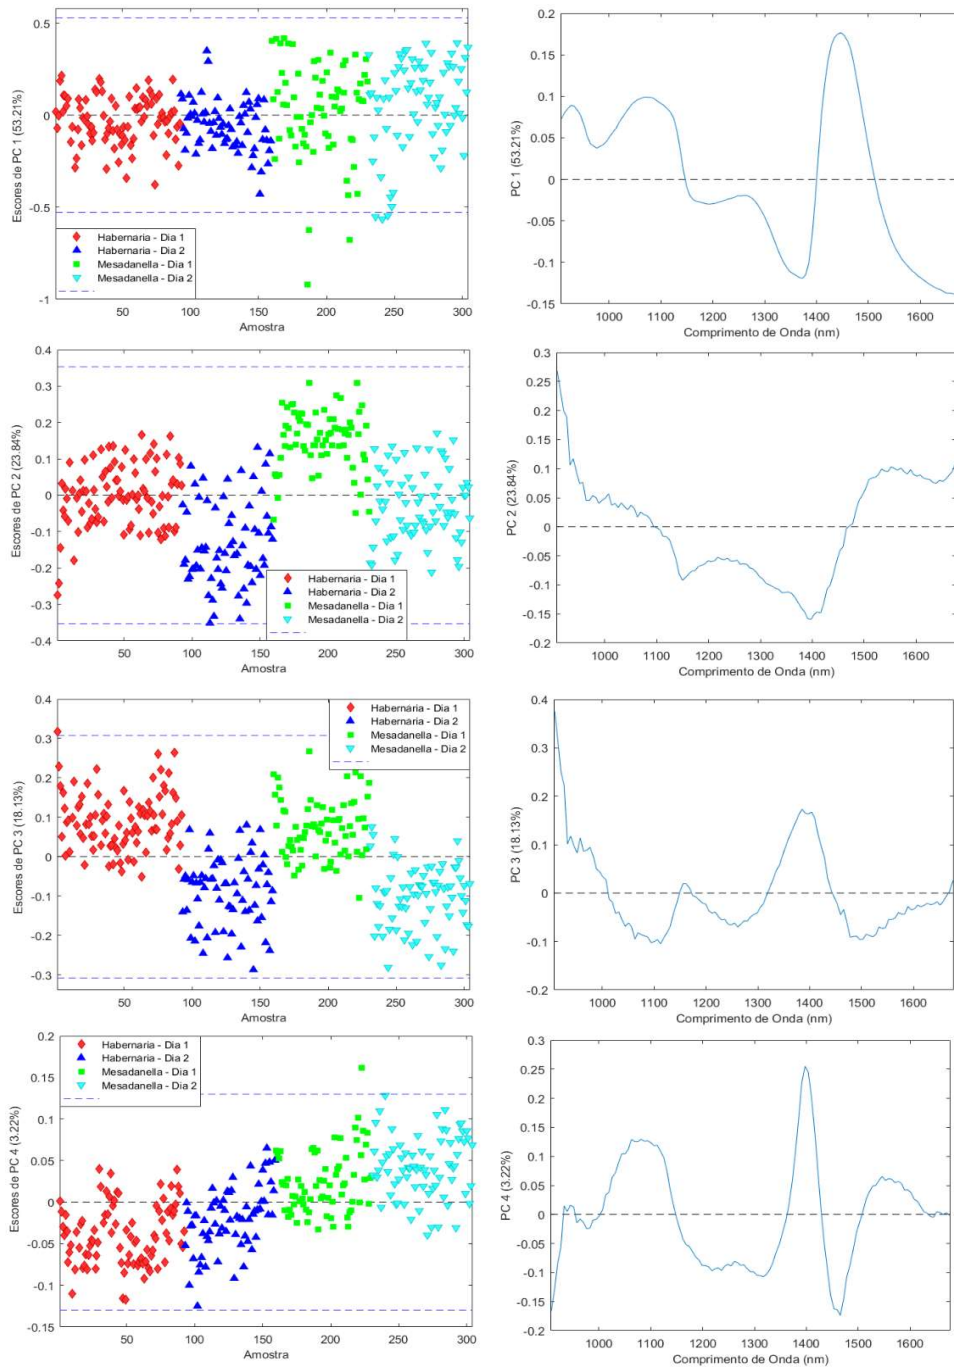 0.5
0
-0.5
-1
Escores de PC 1 (53.21%)
Habernaria - Dia 1
Habernaria - Dia 2
Mesadanella - Dia 1
Mesadanella - Dia 2
50 100 150 200 250 300
Amostra
0.2
0.15
0.1
0.05
0
-0.05
-0.1
-0.15
PC 1 (53.21%)
1000 1100 1200 1300 1400 1500 1600
Comprimento de Onda (nm)
0.4
0.3
0.2
0.1
0
-0.1
-0.2
-0.3
-0.4
Escores de PC 2 (23.84%)
Habernaria - Dia 1
Habernaria - Dia 2
Mesadanella - Dia 1
Mesadanella - Dia 2
50 100 150 200 250 300
Amostra
0.3
0.25
0.2
0.15
0.1
0.05
0
-0.05
-0.1
-0.15
-0.2
PC 2 (23.84%)
1000 1100 1200 1300 1400 1500 1600
Comprimento de Onda (nm)
0.4
0.3
0.2
0.1
0
-0.1
-0.2
-0.3
Escores de PC 3 (18.13%)
Habernaria - Dia 1
Habernaria - Dia 2
Mesadanella - Dia 1
Mesadanella - Dia 2
50 100 150 200 250 300
Amostra
0.4
0.3
0.2
0.1
0
-0.1
-0.2
PC 3 (18.13%)
1000 1100 1200 1300 1400 1500 1600
Comprimento de Onda (nm)
0.2
0.15
0.1
0.05
0
-0.05
-0.1
-0.15
Escores de PC 4 (3.22%)
Habernaria - Dia 1
Habernaria - Dia 2
Mesadanella - Dia 1
Mesadanella - Dia 2
50 100 150 200 250 300
Amostra
0.3
0.25
0.2
0.15
0.1
0.05
0
-0.05
-0.1
-0.15
-0.2
PC 4 (3.22%)
1000 1100 1200 1300 1400 1500 1600
Comprimento de Onda (nm)